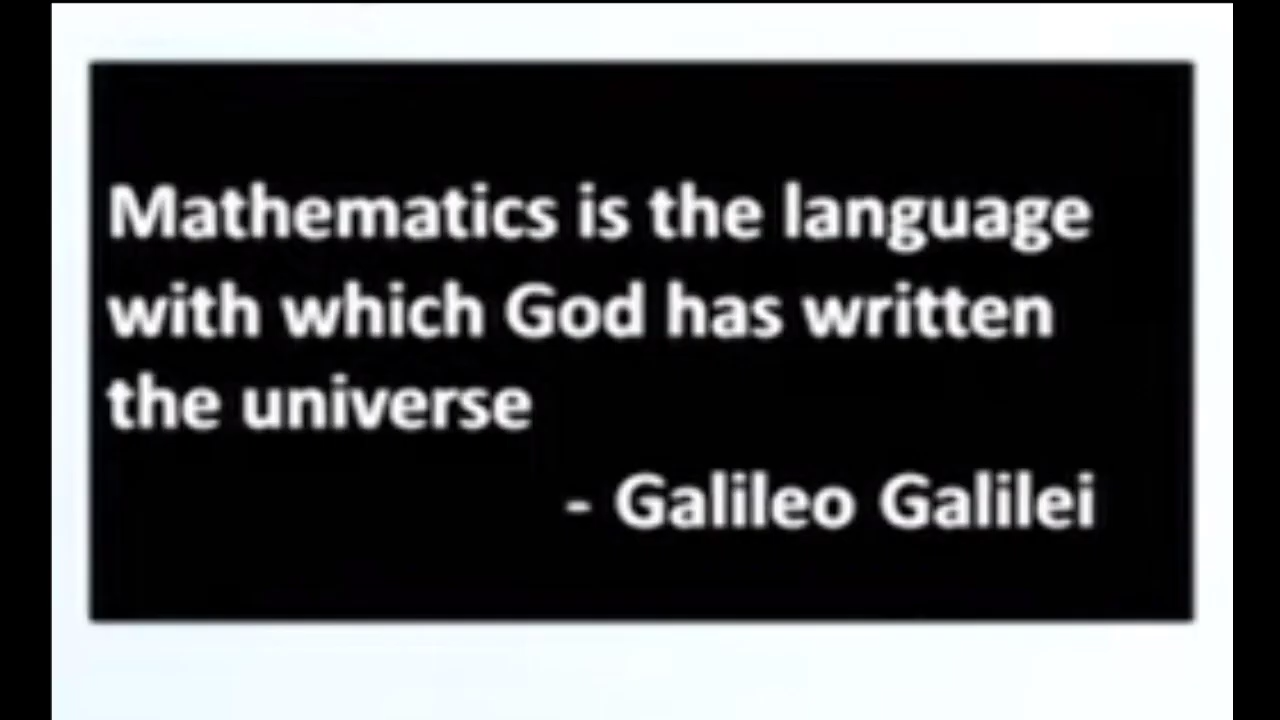 Mathematics is the language
with which God has written
the universe
- Galileo Galilei